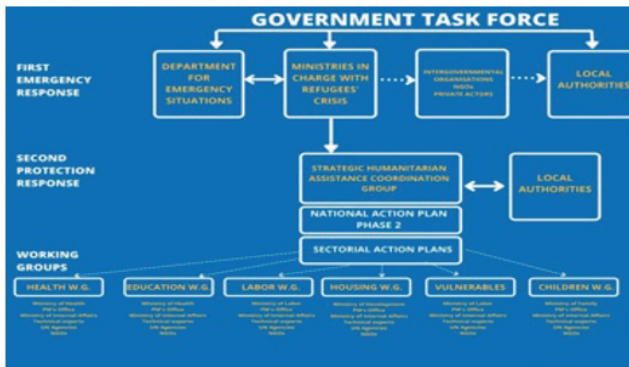 GOVERNMENT TASK FORCE
FIRST
EMERGENCY
RESPONSE
DEPARTMENT
FOR
EMERGENCY
SITUATIONS
MINISTRIES IN
CHARGE WITH
REFUGEES'
CRISIS
INTERGOVERNMENTAL
ORGANISATIONS
NGOs
PRIVATE ACTORS
LOCAL
AUTHORITIES
SECOND
PROTECTION
RESPONSE
STRATEGIC HUMANITARIAN
ASSISTANCE COORDINATION
GROUP
LOCAL
AUTHORITIES
NATIONAL ACTION PLAN
PHASE 2
SECTORIAL ACTION PLANS
WORKING
GROUPS
HEALTH W.G.
Ministry of Health
PM's Office
Ministry of Internal Affairs
Technical experts
UN Agencies
NGOs
EDUCATION W.G.
Ministry of Health
PM's Office
Ministry of Internal Affairs
Technical experts
UN Agencies
NGOs
LABOR W.G.
Ministry of Labor
PM's Office
Ministry of Internal Affairs
Technical experts
UN Agencies
NGOs
HOUSING W.G.
Ministry of Development
PM's Office
Ministry of Internal Affairs
Technical experts
UN Agencies
NGOs
VULNERABLES
Ministry of Labor
PM's Office
Ministry of Internal Affairs
Technical experts
UN Agencies
NGOs
CHILDREN W.G.
Ministry of Family
PM's Office
Ministry of Internal Affairs
Technical experts
UN Agencies
NGOs